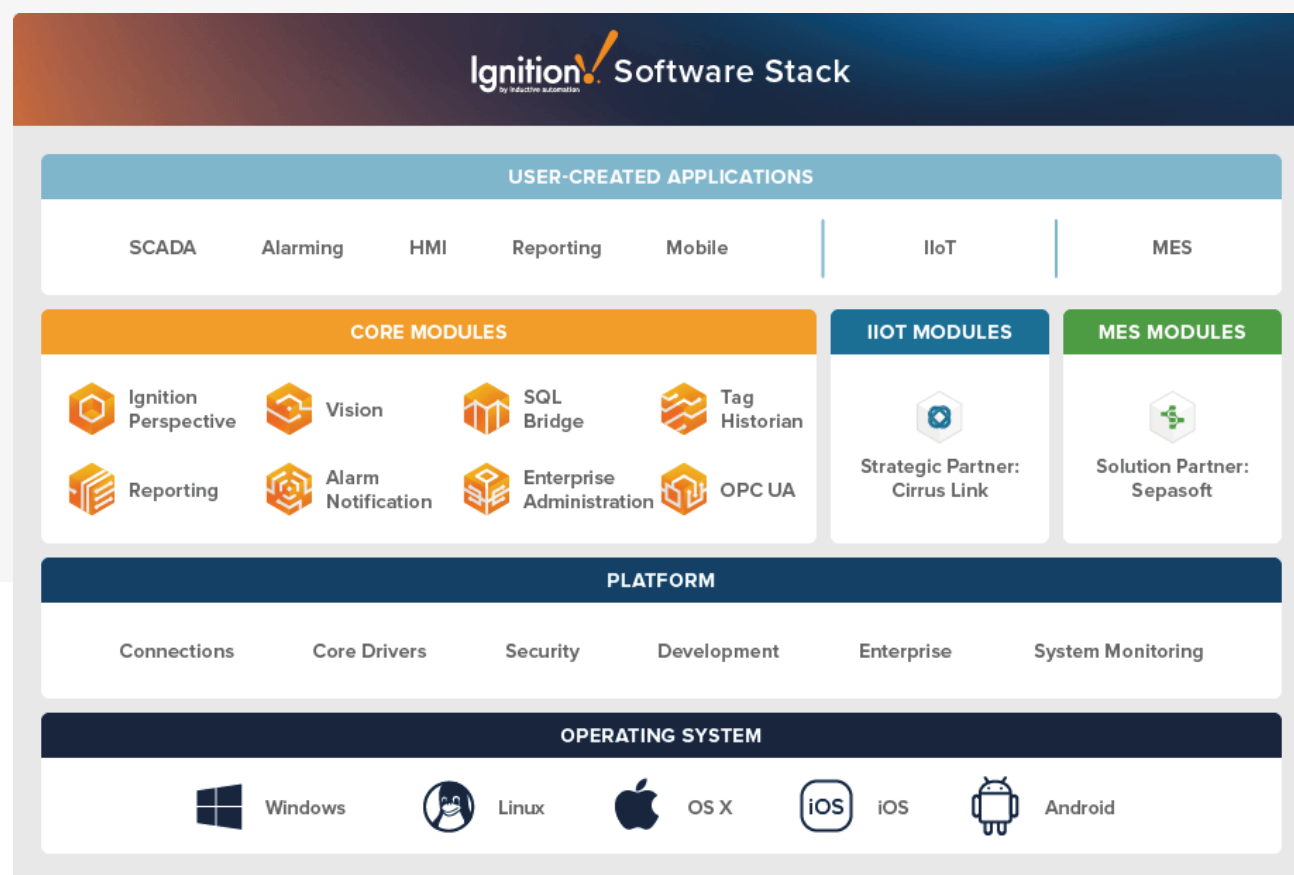 Ignition! Software Stack
by inductive automation
USER-CREATED APPLICATIONS
SCADA Alarming HMI Reporting Mobile IIoT MES
CORE MODULES
Ignition
Perspective
Vision
SQL
Bridge
Tag
Historian
Reporting
Alarm
Notification
Enterprise
Administration
OPC UA
IIOT MODULES
Strategic Partner:
Cirrus Link
MES MODULES
Solution Partner:
Sepasoft
PLATFORM
Connections Core Drivers Security Development Enterprise System Monitoring
OPERATING SYSTEM
Windows Linux OS X iOS iOS Android